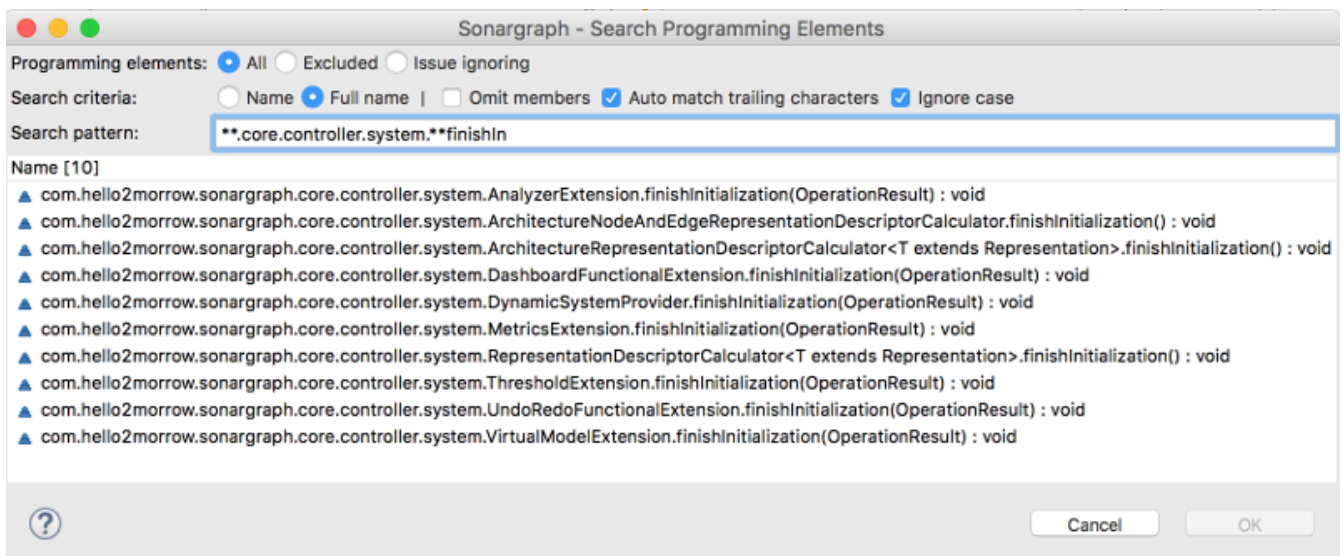 Sonargraph - Search Programming Elements
Programming elements: All Excluded Issue ignoring
Search criteria: Name Full name | Omit members Auto match trailing characters Ignore case
Search pattern: **.core.controller.system.**finishIn
Name [10]
com.hello2morrow.sonargraph.core.controller.system.AnalyzerExtension.finishInitialization(OperationResult) : void
com.hello2morrow.sonargraph.core.controller.system.ArchitectureNodeAndEdgeRepresentationDescriptorCalculator.finishInitialization() : void
com.hello2morrow.sonargraph.core.controller.system.ArchitectureRepresentationDescriptorCalculator<T extends Representation>.finishInitialization() : void
com.hello2morrow.sonargraph.core.controller.system.DashboardFunctionalExtension.finishInitialization(OperationResult) : void
com.hello2morrow.sonargraph.core.controller.system.DynamicSystemProvider.finishInitialization(OperationResult) : void
com.hello2morrow.sonargraph.core.controller.system.MetricsExtension.finishInitialization(OperationResult) : void
com.hello2morrow.sonargraph.core.controller.system.RepresentationDescriptorCalculator<T extends Representation>.finishInitialization() : void
com.hello2morrow.sonargraph.core.controller.system.ThresholdExtension.finishInitialization(OperationResult) : void
com.hello2morrow.sonargraph.core.controller.system.UndoRedoFunctionalExtension.finishInitialization(OperationResult) : void
com.hello2morrow.sonargraph.core.controller.system.VirtualModelExtension.finishInitialization(OperationResult) : void
? Cancel OK